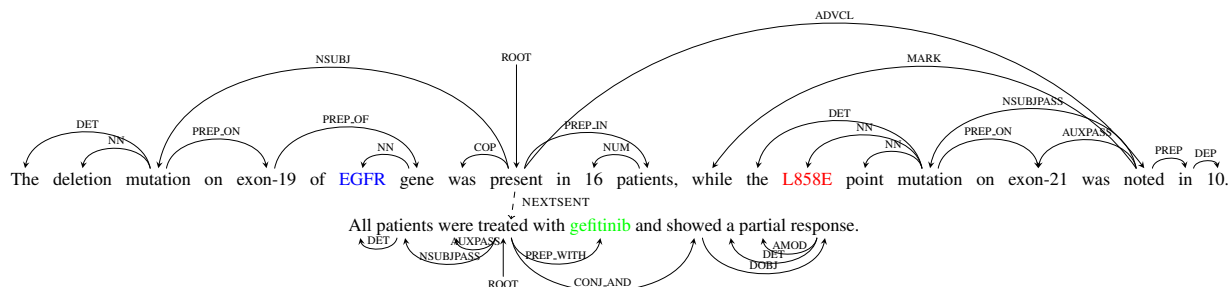 ADVCL
NSUBJ ROOT MARK
DET NN PREP_ON PREP_OF COP NN PREP_IN NUM DET NN NN NSUBJPASS PREP_ON AUXPASS PREP DEP
The deletion mutation on exon-19 of EGFR gene was present in 16 patients, while the L858E point mutation on exon-21 was noted in 10.
NEXTSENT
All patients were treated with gefitinib and showed a partial response.
DET NSUBJPASS AUXPASS PREP_WITH AMOD DET DOBJ
ROOT CONJ_AND